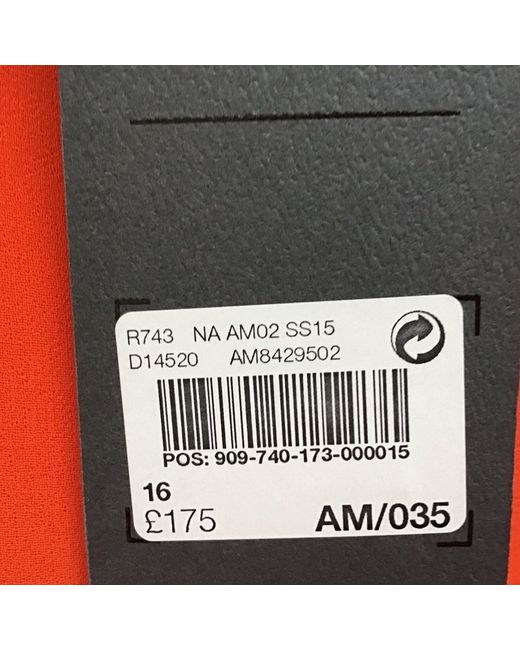 R743 NA AM02 SS15
D14520 AM8429502
POS: 909-740-173-000015
16
£175 AM/035